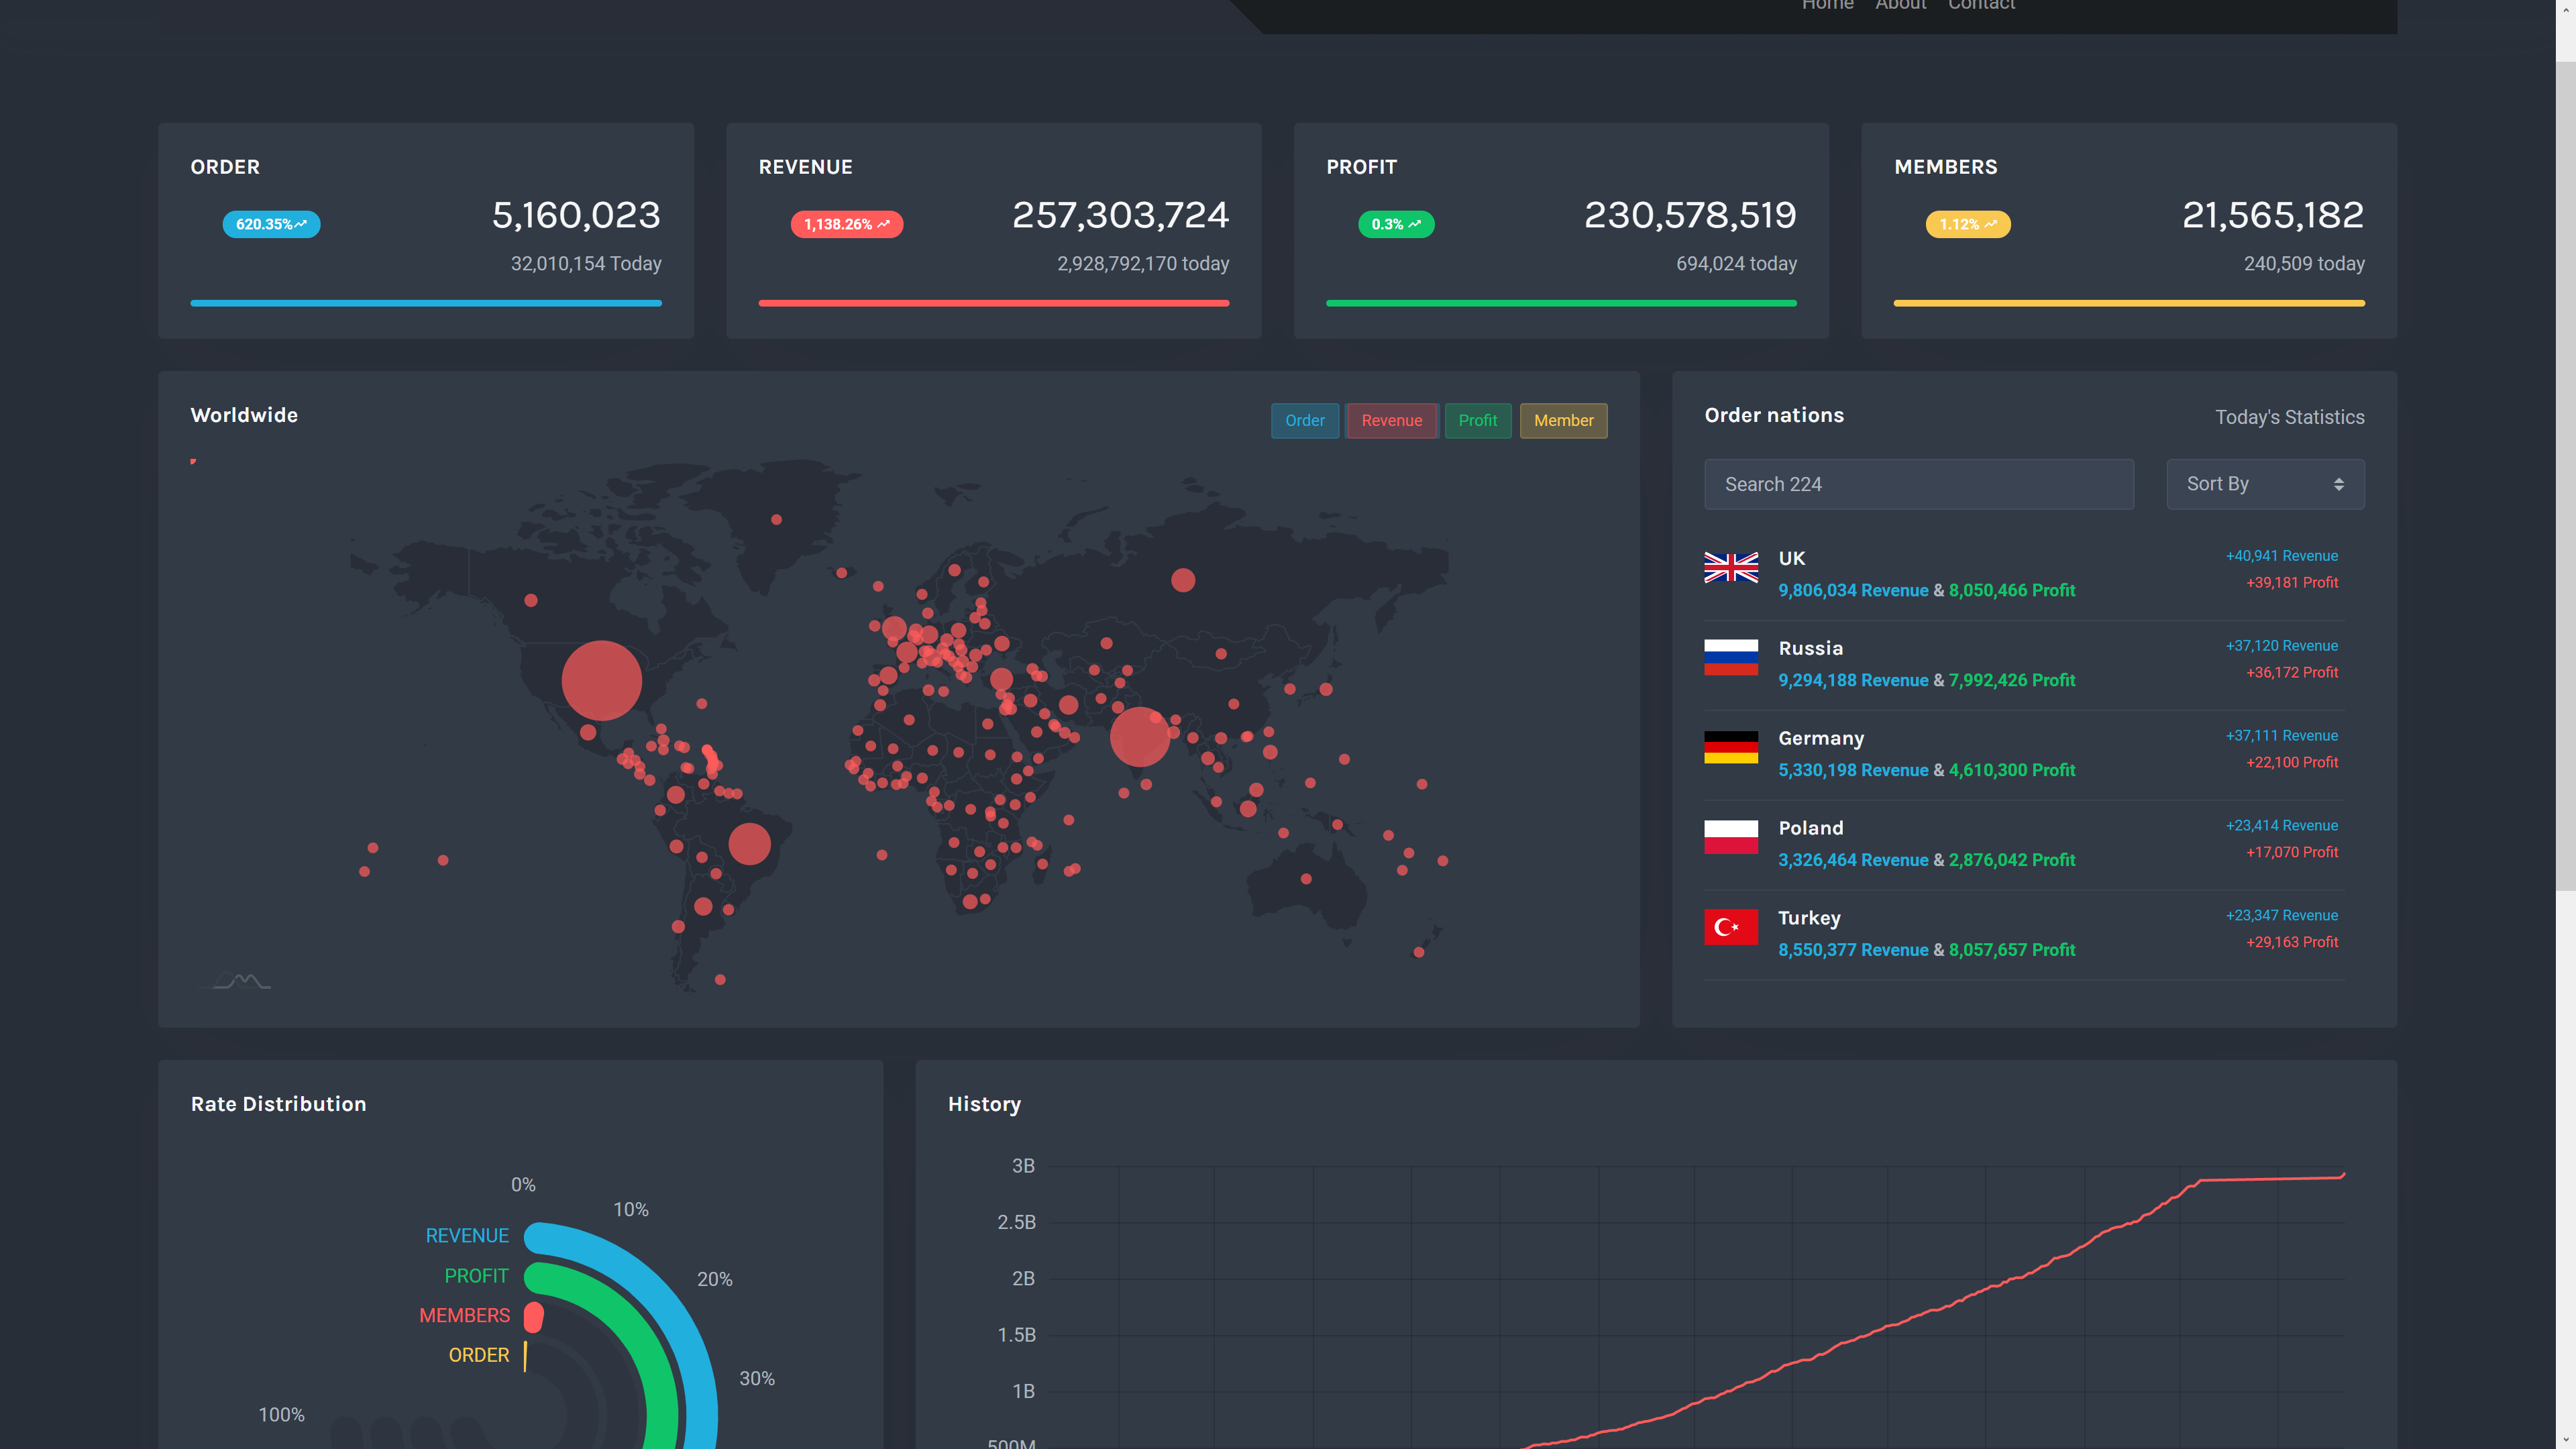 Home About Contact
ORDER
620.35%
5,160,023
32,010,154 Today
REVENUE
1,138.26%
257,303,724
2,928,792,170 today
PROFIT
0.3%
230,578,519
694,024 today
MEMBERS
1.12%
21,565,182
240,509 today
Worldwide
Order Revenue Profit Member
Order nations
Today's Statistics
Search 224
Sort By
UK
9,806,034 Revenue & 8,050,466 Profit
+40,941 Revenue
+39,181 Profit
Russia
9,294,188 Revenue & 7,992,426 Profit
+37,120 Revenue
+36,172 Profit
Germany
5,330,198 Revenue & 4,610,300 Profit
+37,111 Revenue
+22,100 Profit
Poland
3,326,464 Revenue & 2,876,042 Profit
+23,414 Revenue
+17,070 Profit
Turkey
8,550,377 Revenue & 8,057,657 Profit
+23,347 Revenue
+29,163 Profit
Rate Distribution
0%
10%
20%
30%
100%
REVENUE
PROFIT
MEMBERS
ORDER
History
3B
2.5B
2B
1.5B
1B
500M